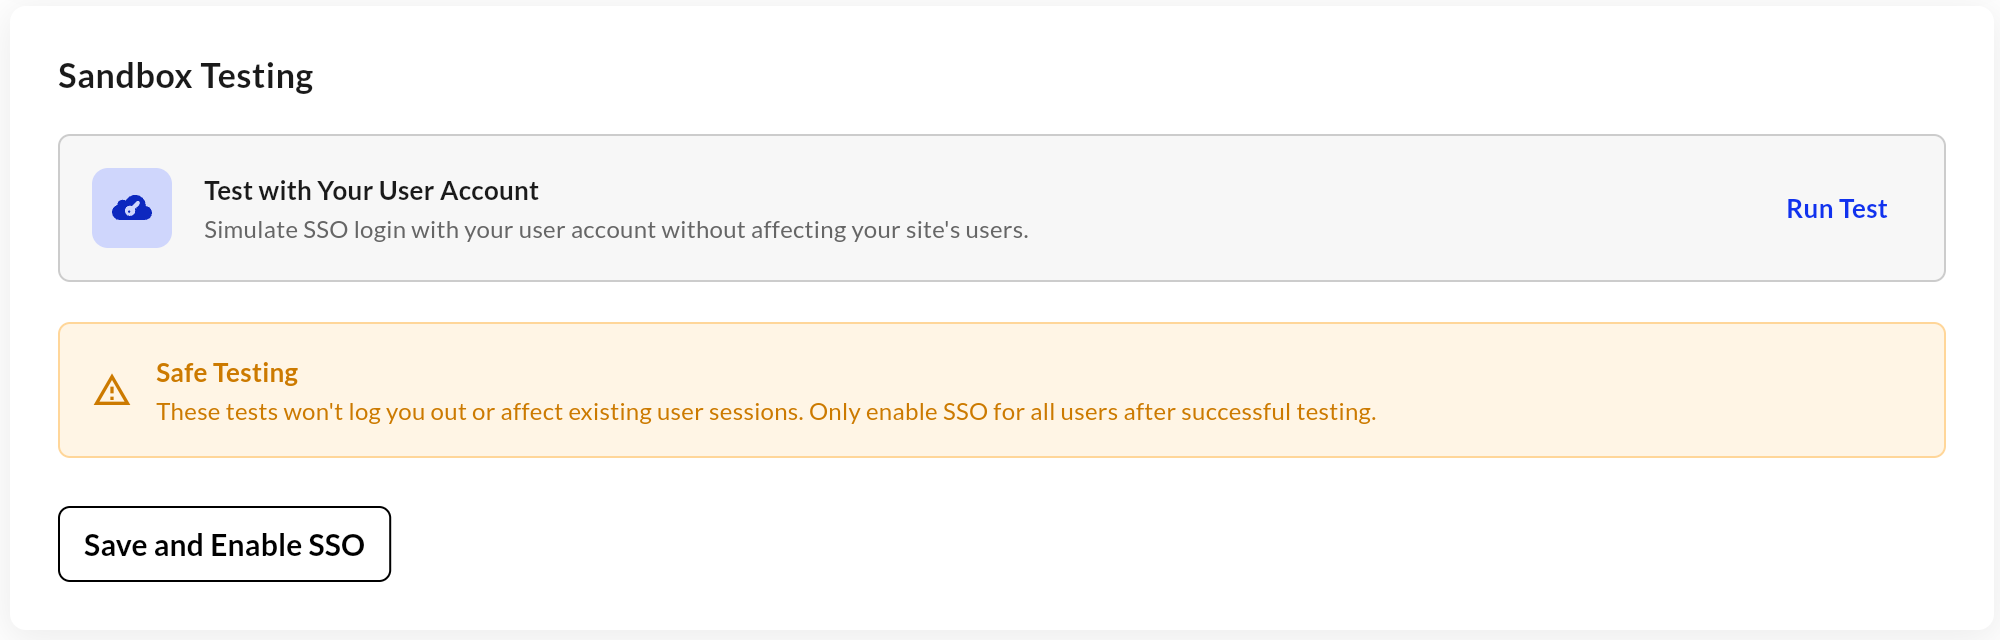 Sandbox Testing
Test with Your User Account
Simulate SSO login with your user account without affecting your site's users.
Run Test
Safe Testing
These tests won't log you out or affect existing user sessions. Only enable SSO for all users after successful testing.
Save and Enable SSO